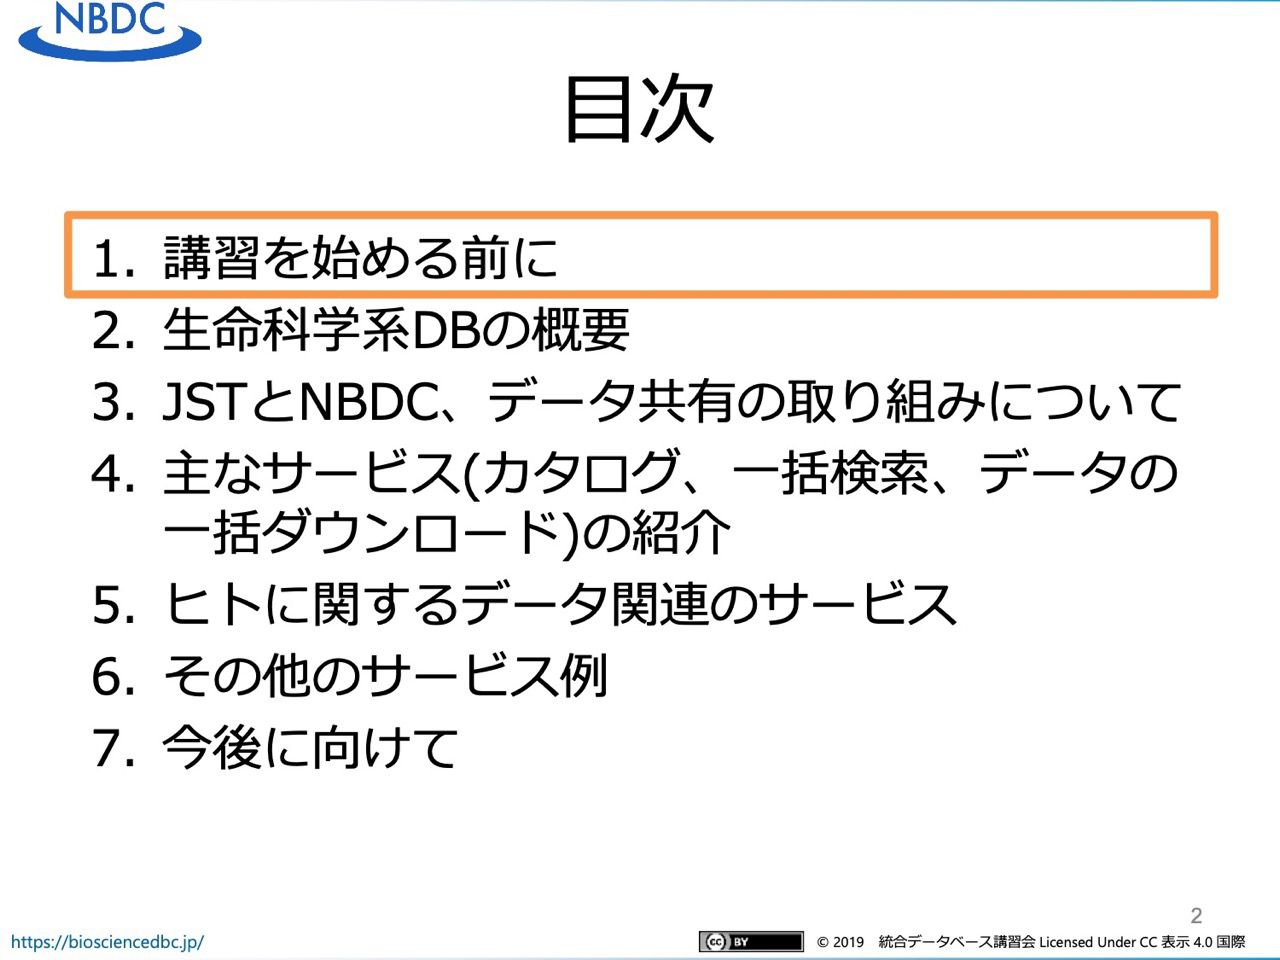 NBDC
目次
1. 講習を始める前に
2. 生命科学系DBの概要
3. JSTとNBDC、データ共有の取り組みについて
4. 主なサービス(カタログ、一括検索、データの
一括ダウンロード)の紹介
5. ヒトに関するデータ関連のサービス
6. その他のサービス例
7. 今後に向けて
2
https://biosciencedbc.jp/
cc BY © 2019 統合データベース講習会 Licensed Under CC 表示 4.0 国際